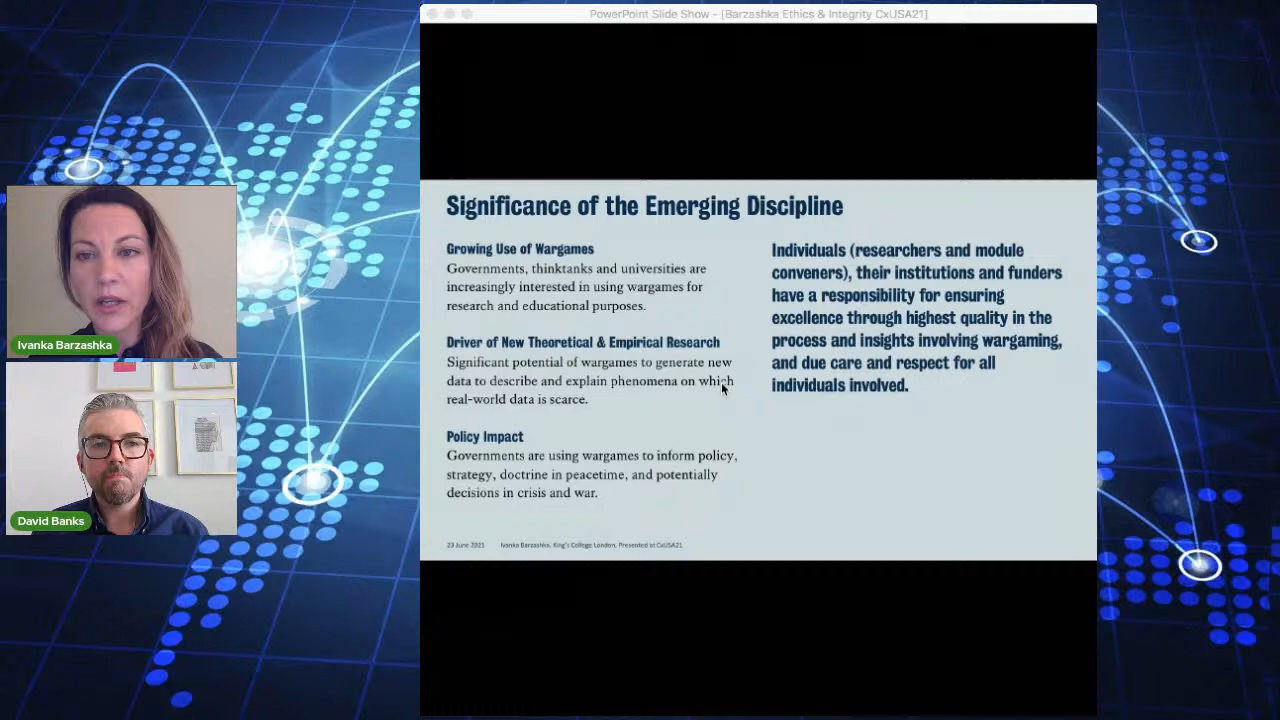 PowerPoint Slide Show - [Barzashka Ethics & Integrity CxUSA21]
Significance of the Emerging Discipline
Growing Use of Wargames
Governments, thinktanks and universities are
increasingly interested in using wargames for
research and educational purposes.
Driver of New Theoretical & Empirical Research
Significant potential of wargames to generate new
data to describe and explain phenomena on which
real-world data is scarce.
Policy Impact
Governments are using wargames to inform policy,
strategy, doctrine in peacetime, and potentially
decisions in crisis and war.
Individuals (researchers and module
conveners), their institutions and funders
have a responsibility for ensuring
excellence through highest quality in the
process and insights involving wargaming,
and due care and respect for all
individuals involved.
23 June 2021 Ivanka Barzashka, King's College London, Presented at CxUSA21
Ivanka Barzashka
David Banks